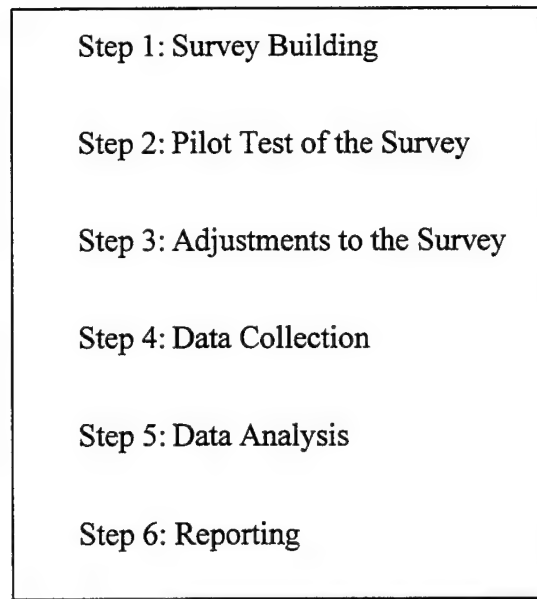 Step 1: Survey Building
Step 2: Pilot Test of the Survey
Step 3: Adjustments to the Survey
Step 4: Data Collection
Step 5: Data Analysis
Step 6: Reporting